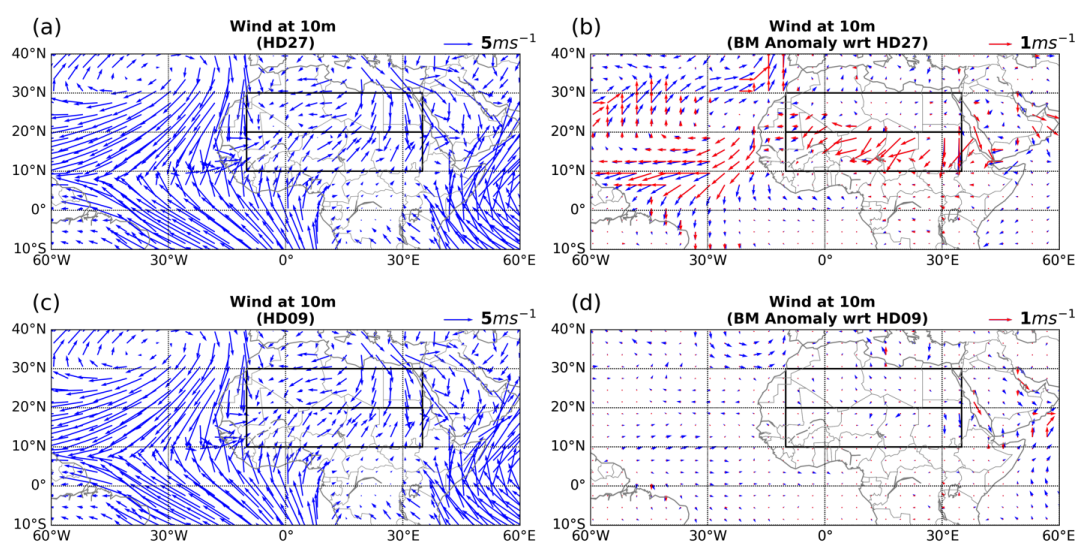 (a) Wind at 10m
(HD27) 5ms⁻¹
40°N
30°N
20°N
10°N
0°
10°S
60°W 30°W 0° 30°E 60°E
(b) Wind at 10m
(BM Anomaly wrt HD27) 1ms⁻¹
40°N
30°N
20°N
10°N
0°
10°S
60°W 30°W 0° 30°E 60°E
(c) Wind at 10m
(HD09) 5ms⁻¹
40°N
30°N
20°N
10°N
0°
10°S
60°W 30°W 0° 30°E 60°E
(d) Wind at 10m
(BM Anomaly wrt HD09) 1ms⁻¹
40°N
30°N
20°N
10°N
0°
10°S
60°W 30°W 0° 30°E 60°E